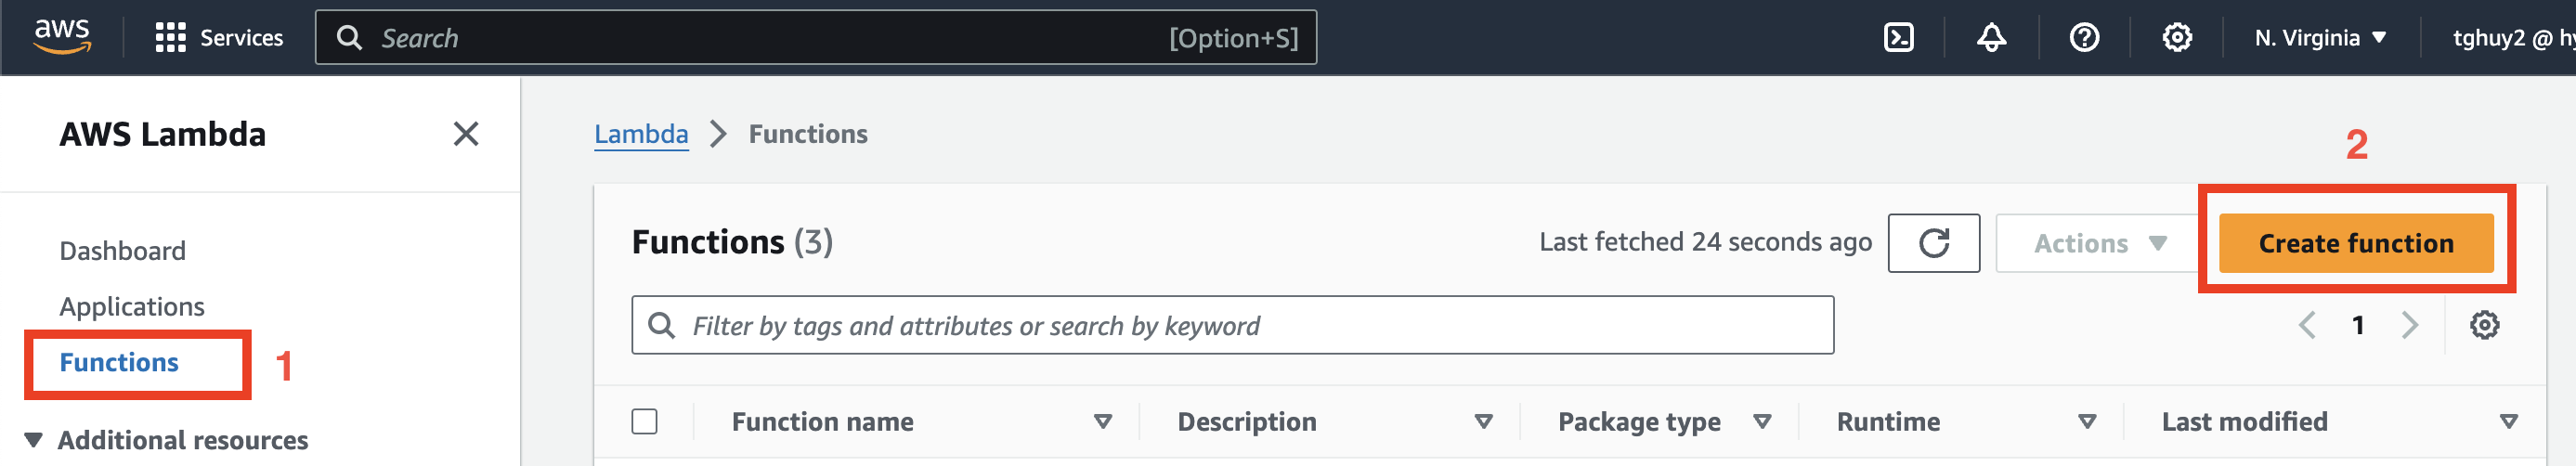 aws Services Search [Option+S] N. Virginia tghuy2 @ hy
AWS Lambda
Lambda Functions
2
Functions (3) Last fetched 24 seconds ago Actions Create function
Dashboard
Applications
Filter by tags and attributes or search by keyword 1
Functions 1
Function name Description Package type Runtime Last modified
Additional resources